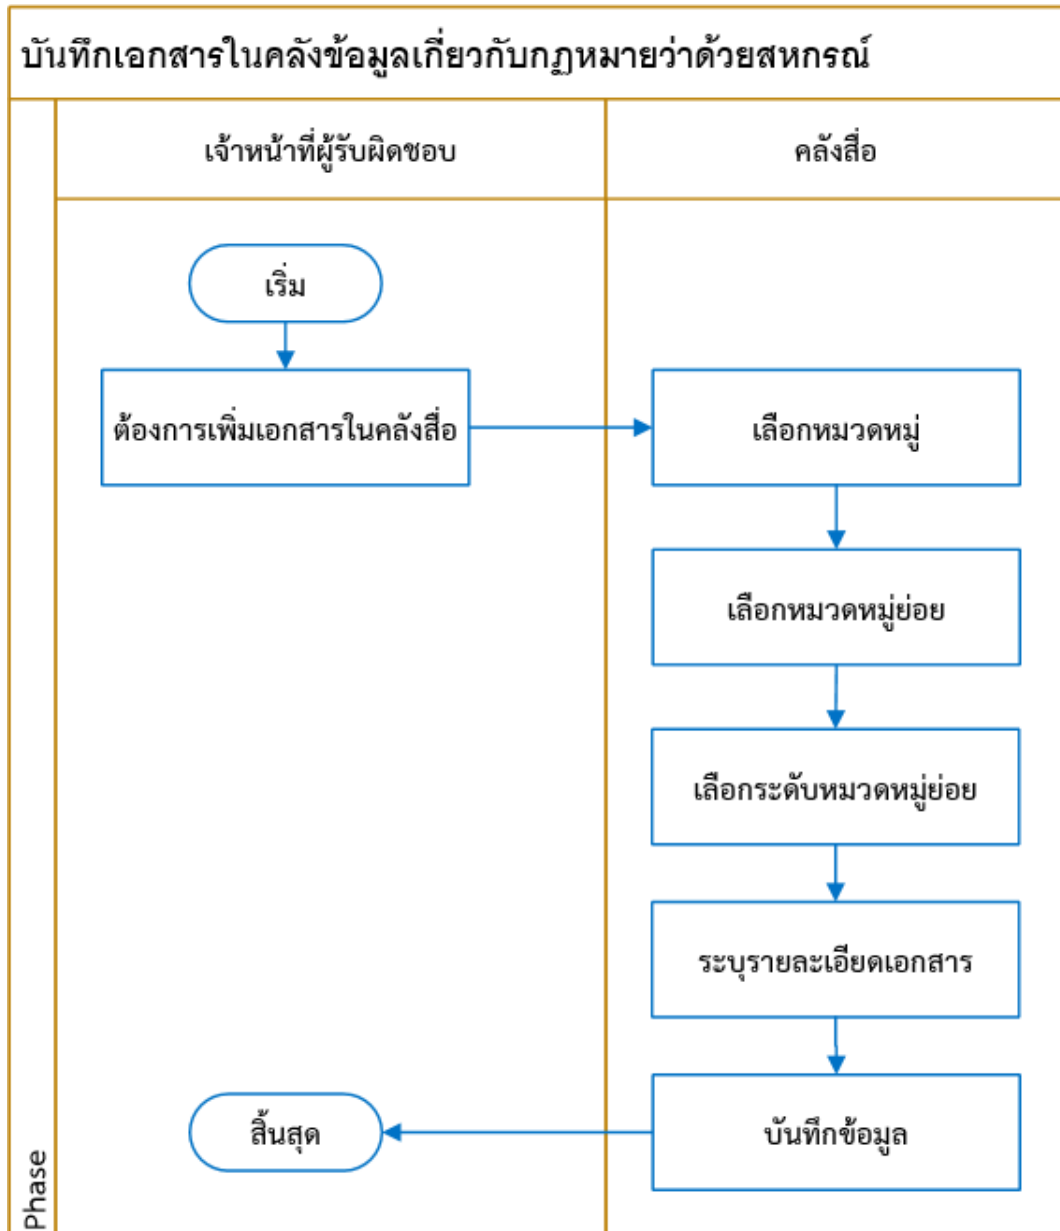 บันทึกเอกสารในคลังข้อมูลเกี่ยวกับกฎหมายว่าด้วยสหกรณ์
เจ้าหน้าที่ผู้รับผิดชอบ
คลังสื่อ
เริ่ม
ต้องการเพิ่มเอกสารในคลังสื่อ
เลือกหมวดหมู่
เลือกหมวดหมู่ย่อย
เลือกระดับหมวดหมู่ย่อย
ระบุรายละเอียดเอกสาร
บันทึกข้อมูล
สิ้นสุด
Phase